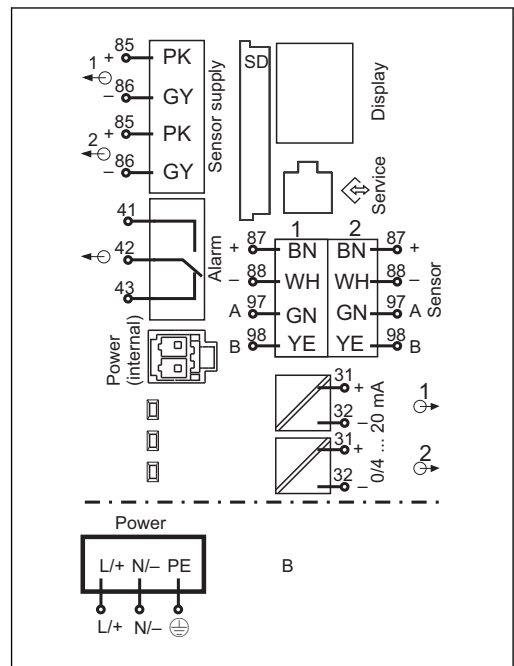 85
1 + PK
86
– GY
85
2 + PK
86
– GY
Sensor supply
SD
Display
Service
41
42
43
Alarm
1 2
+ 87 BN BN 87 +
– 88 WH WH 88 –
A 97 GN GN 97 A
B 98 YE YE 98 B
Sensor
Power
(internal)
31
+
32
–
31
+
32
–
0/4 ... 20 mA
1
2
Power
L/+ N/– PE
L/+ N/–
B